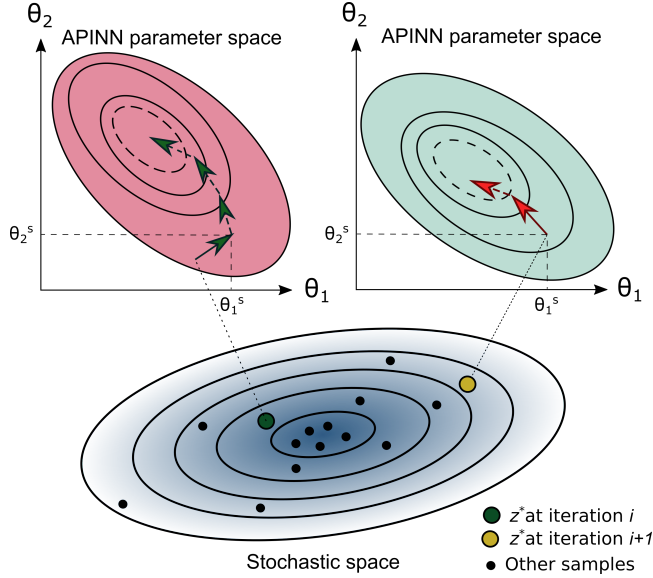 θ₂
APINN parameter space
θ₂ˢ
θ₁ˢ
θ₁
θ₂
APINN parameter space
θ₂ˢ
θ₁ˢ
θ₁
z* at iteration i
z* at iteration i+1
Other samples
Stochastic space